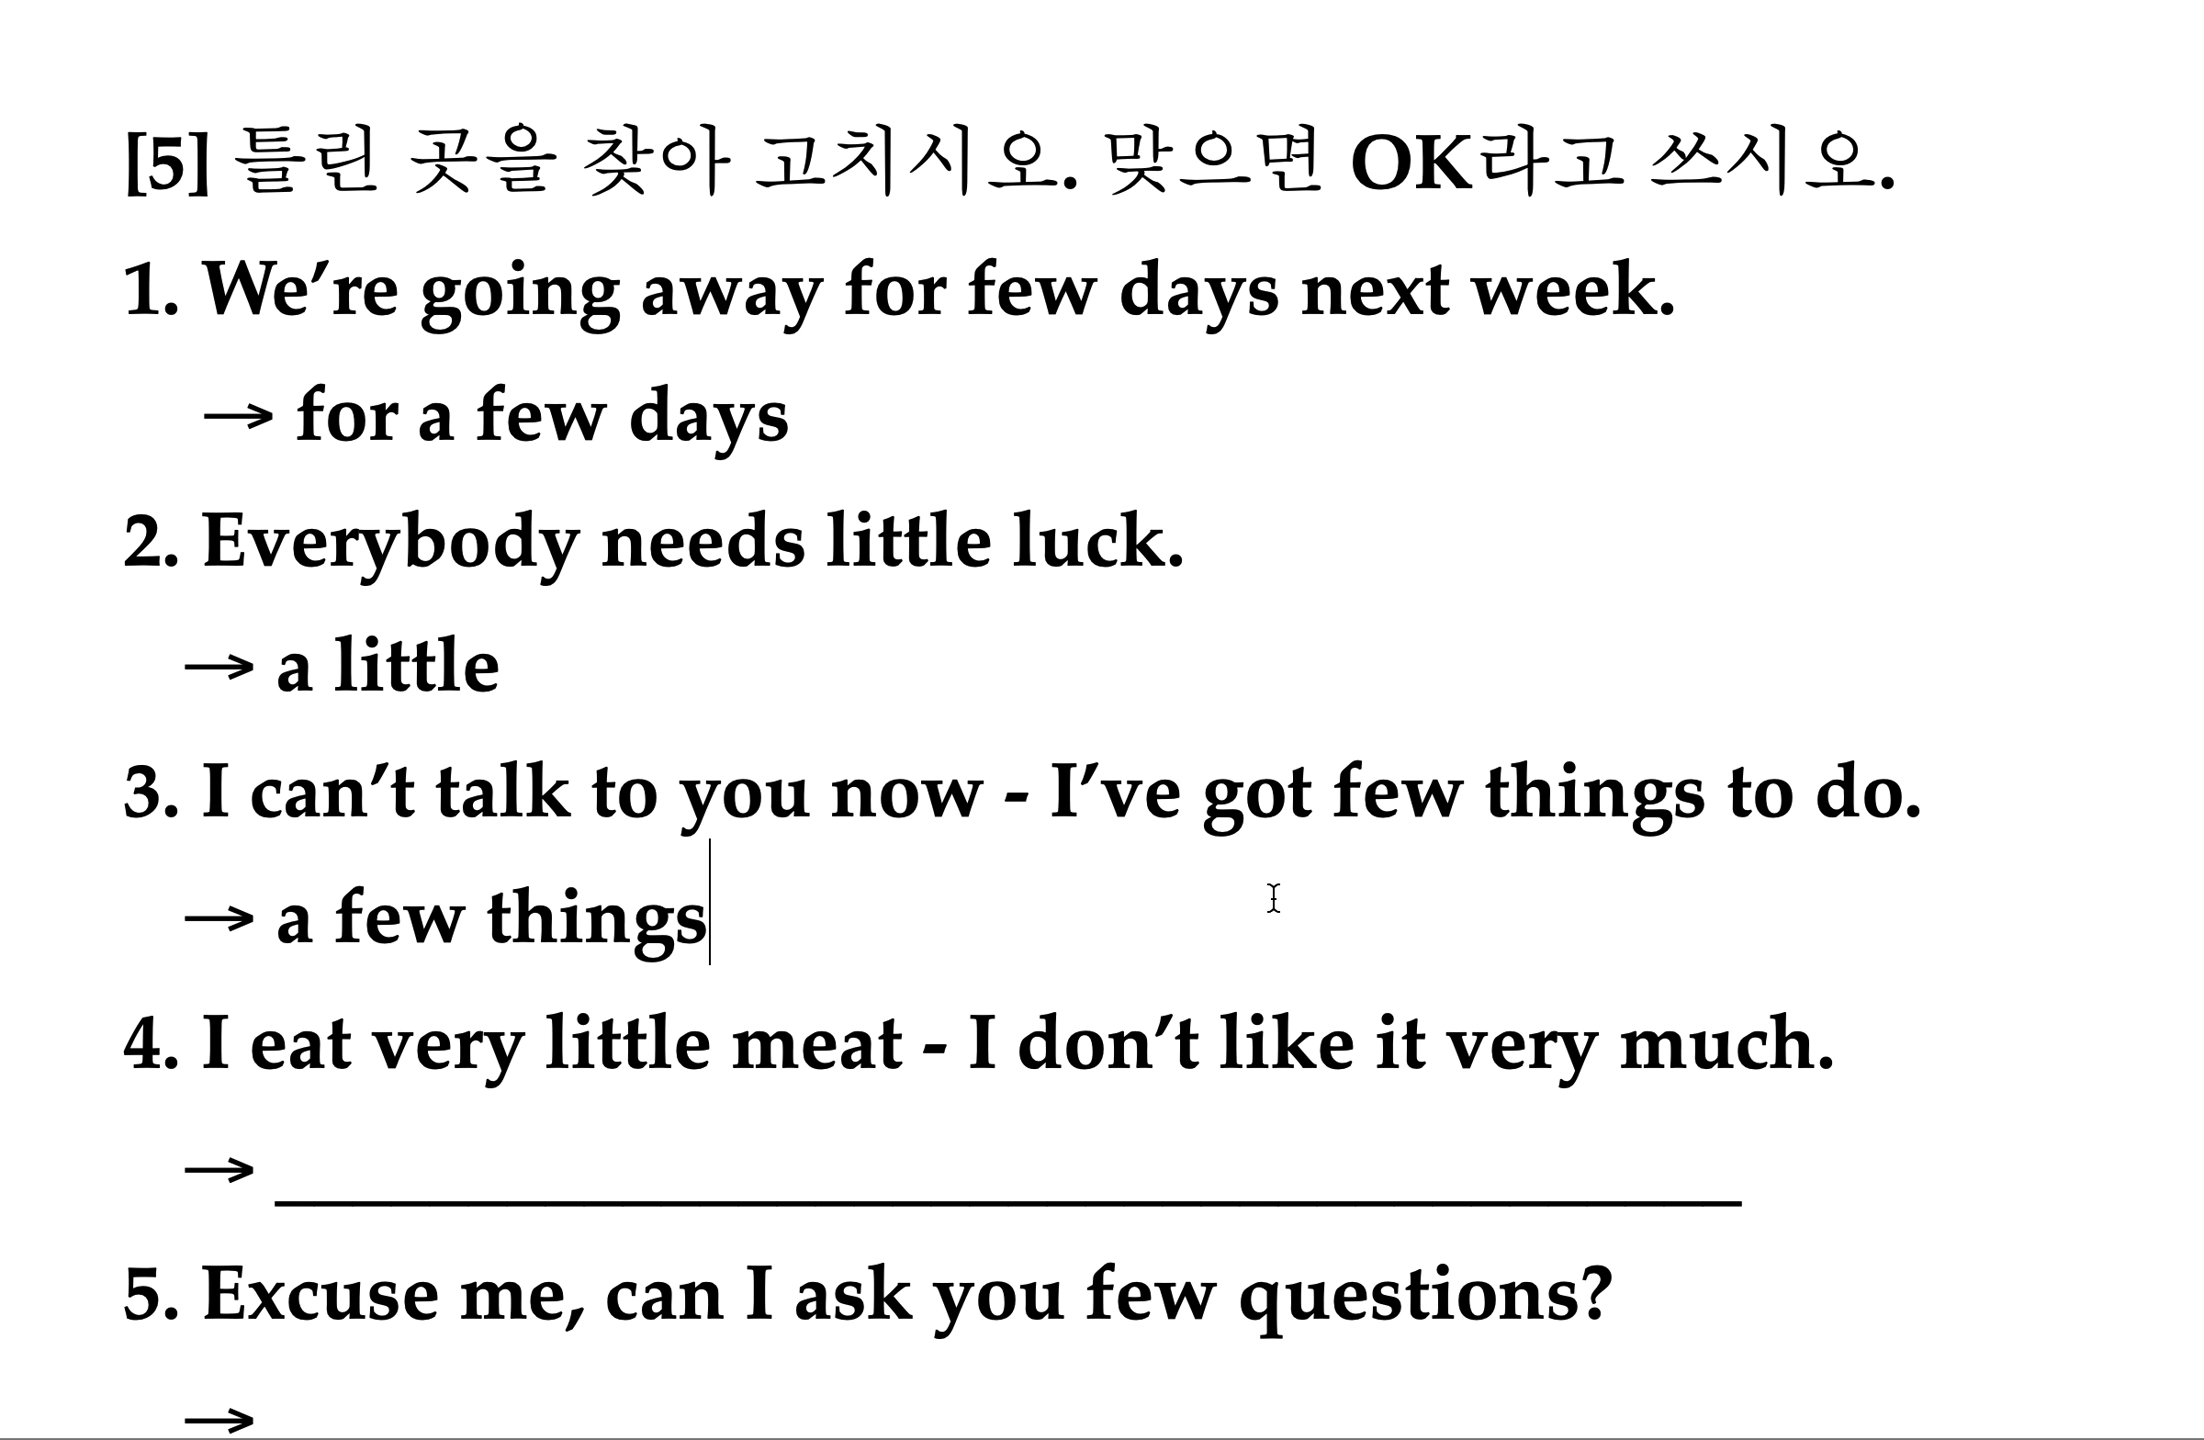 [5] 틀린 곳을 찾아 고치시오. 맞으면 OK라고 쓰시오.
1. We’re going away for few days next week.
→ for a few days
2. Everybody needs little luck.
→ a little
3. I can’t talk to you now - I’ve got few things to do.
→ a few things
4. I eat very little meat - I don’t like it very much.
→ ______________________________________
5. Excuse me, can I ask you few questions?
→